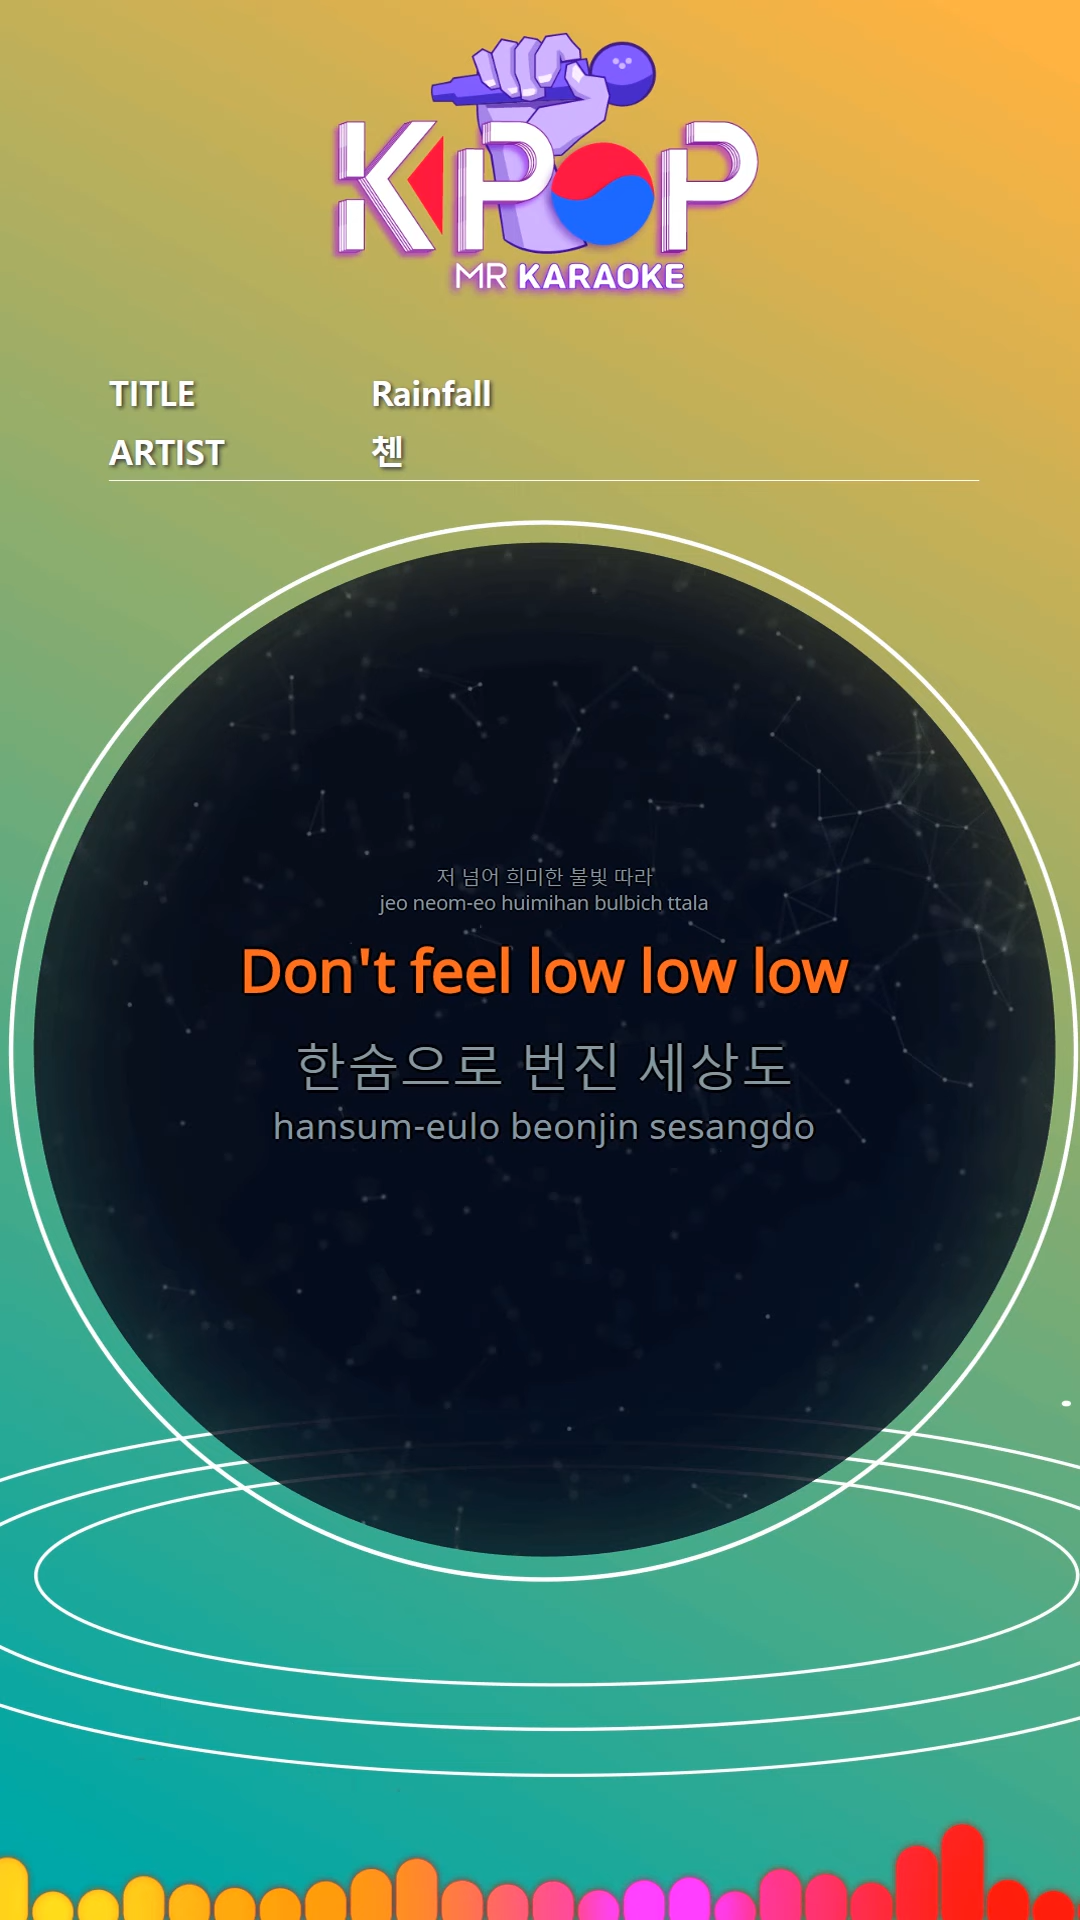 KPOP
MR KARAOKE
TITLE Rainfall
ARTIST 첸
저 넘어 희미한 불빛 따라
jeo neom-eo huimihan bulbich ttala
Don't feel low low low
한숨으로 번진 세상도
hansum-eulo beonjin sesangdo